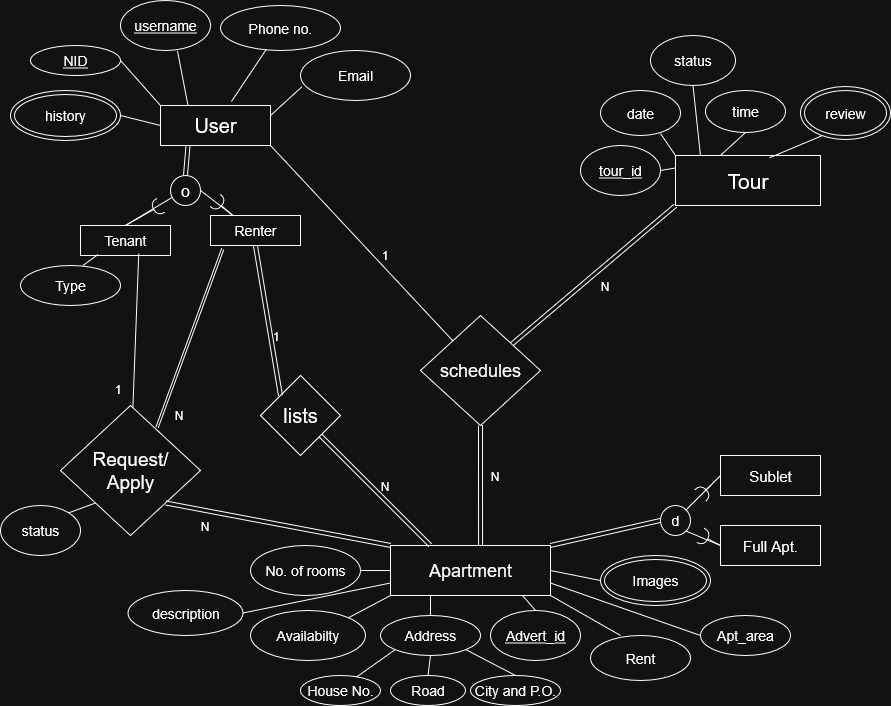 username
Phone no.
status
NID
Email
date
time
review
history
User
tour_id
Tour
o
Tenant
Renter
Type
1
N
1
schedules
1
N
lists
Request/
Apply
N
N
N
Sublet
status
d
Full Apt.
No. of rooms
Apartment
Images
description
Availabilty
Address
Advert_id
Apt_area
Rent
House No.
Road
City and P.O.